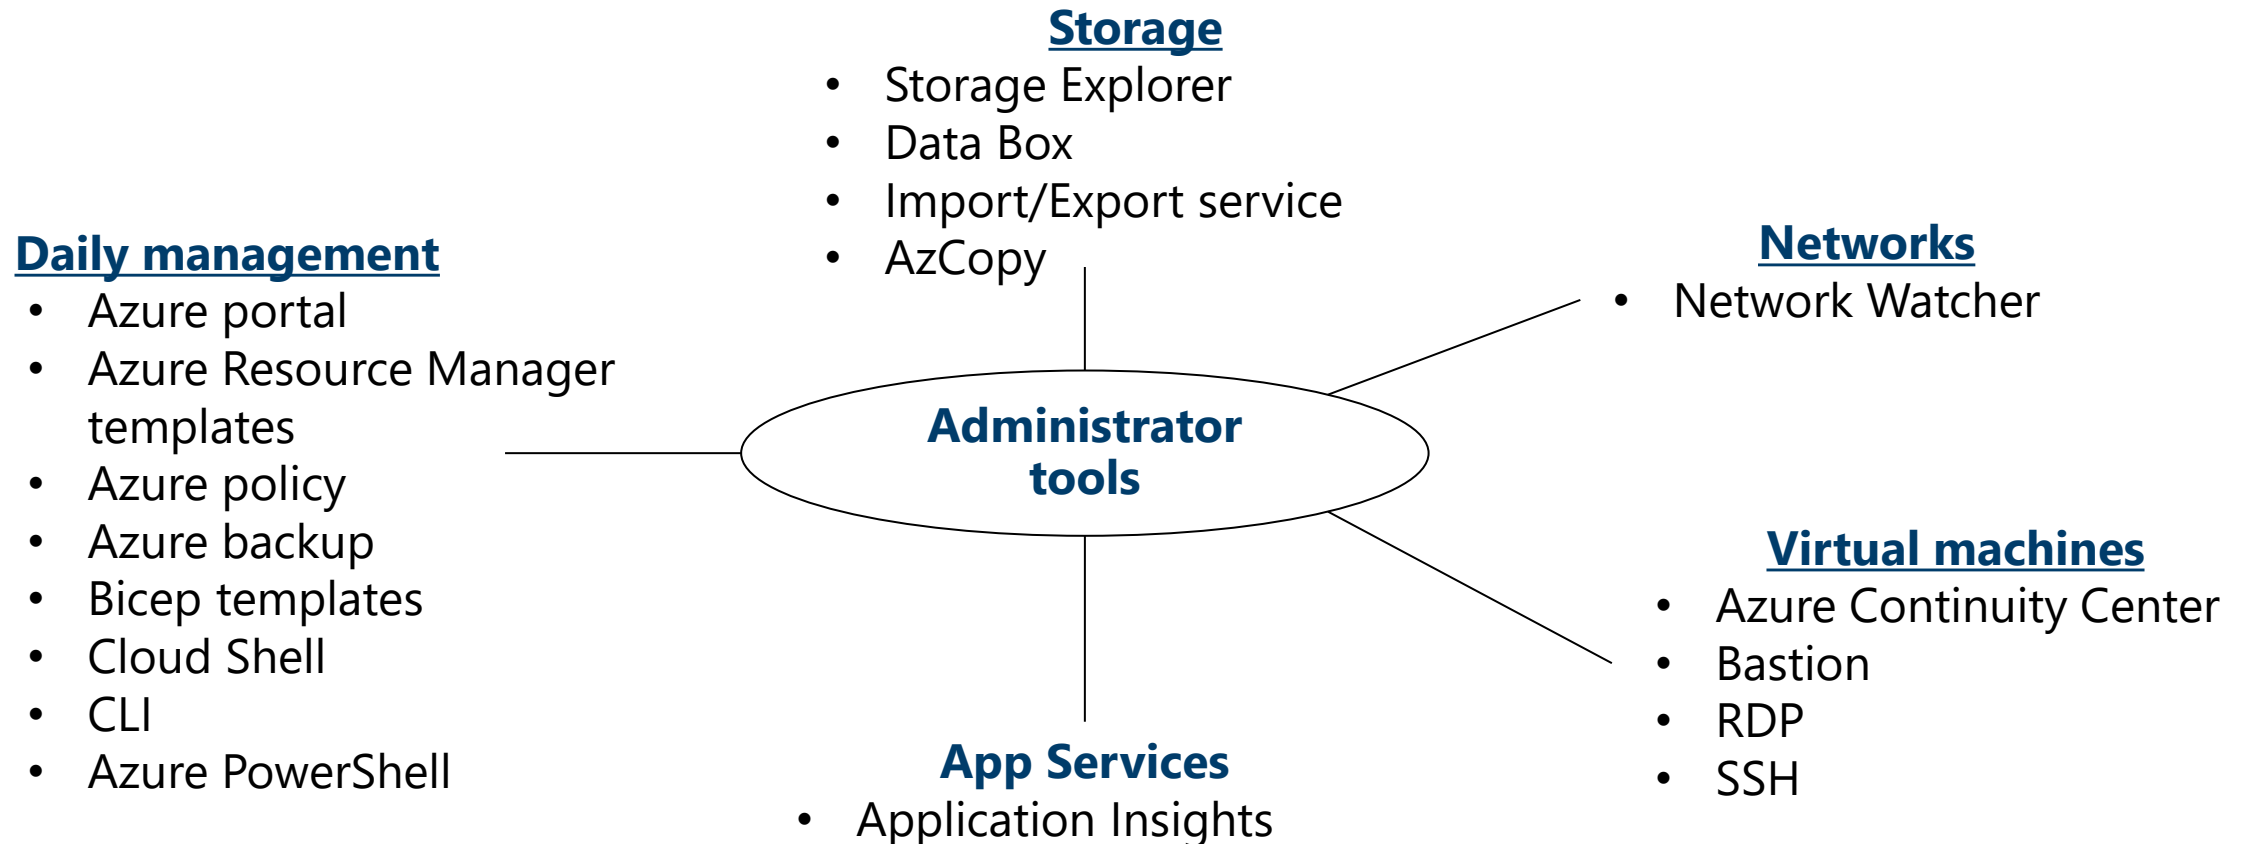 Storage
• Storage Explorer
• Data Box
• Import/Export service
• AzCopy
Daily management
• Azure portal
• Azure Resource Manager
templates
• Azure policy
• Azure backup
• Bicep templates
• Cloud Shell
• CLI
• Azure PowerShell
Networks
• Network Watcher
Administrator
tools
Virtual machines
• Azure Continuity Center
• Bastion
• RDP
• SSH
App Services
• Application Insights